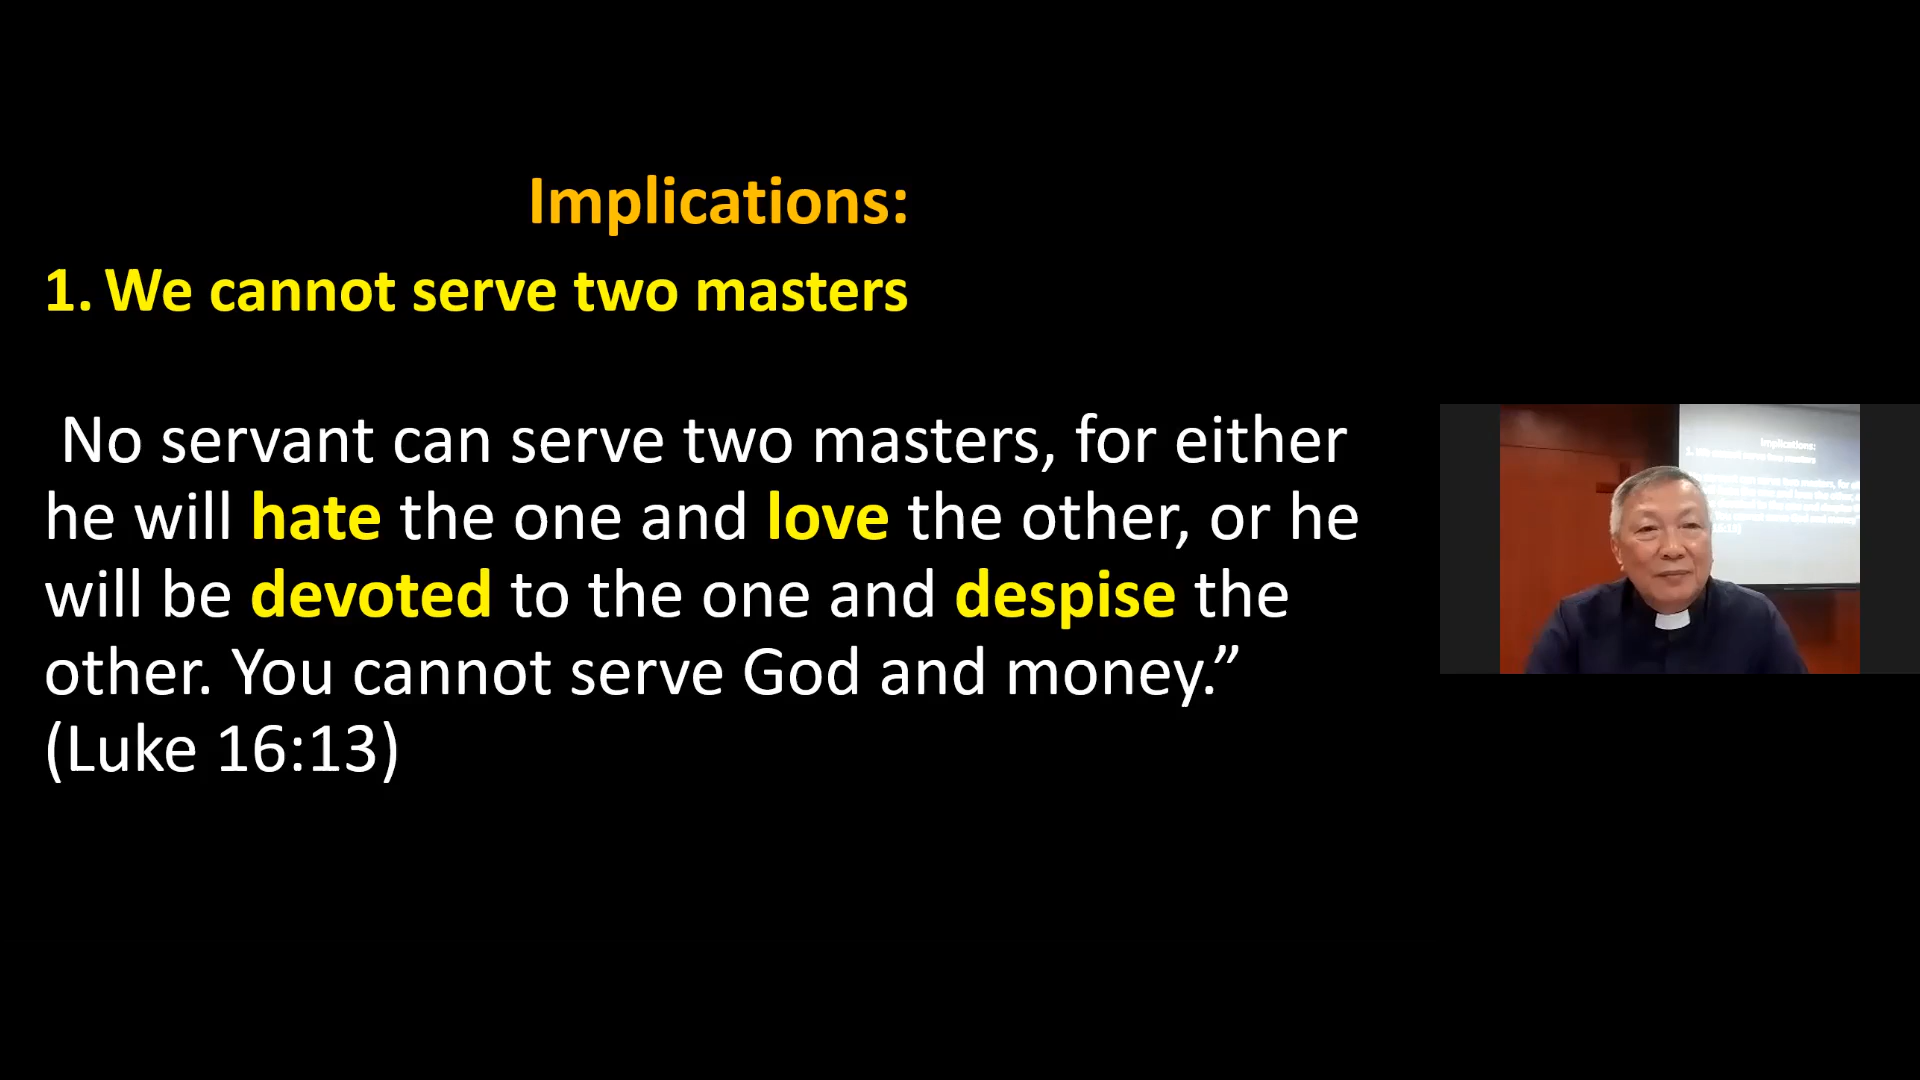 Implications:
1. We cannot serve two masters
No servant can serve two masters, for either
he will hate the one and love the other, or he
will be devoted to the one and despise the
other. You cannot serve God and money.”
(Luke 16:13)
Implications: